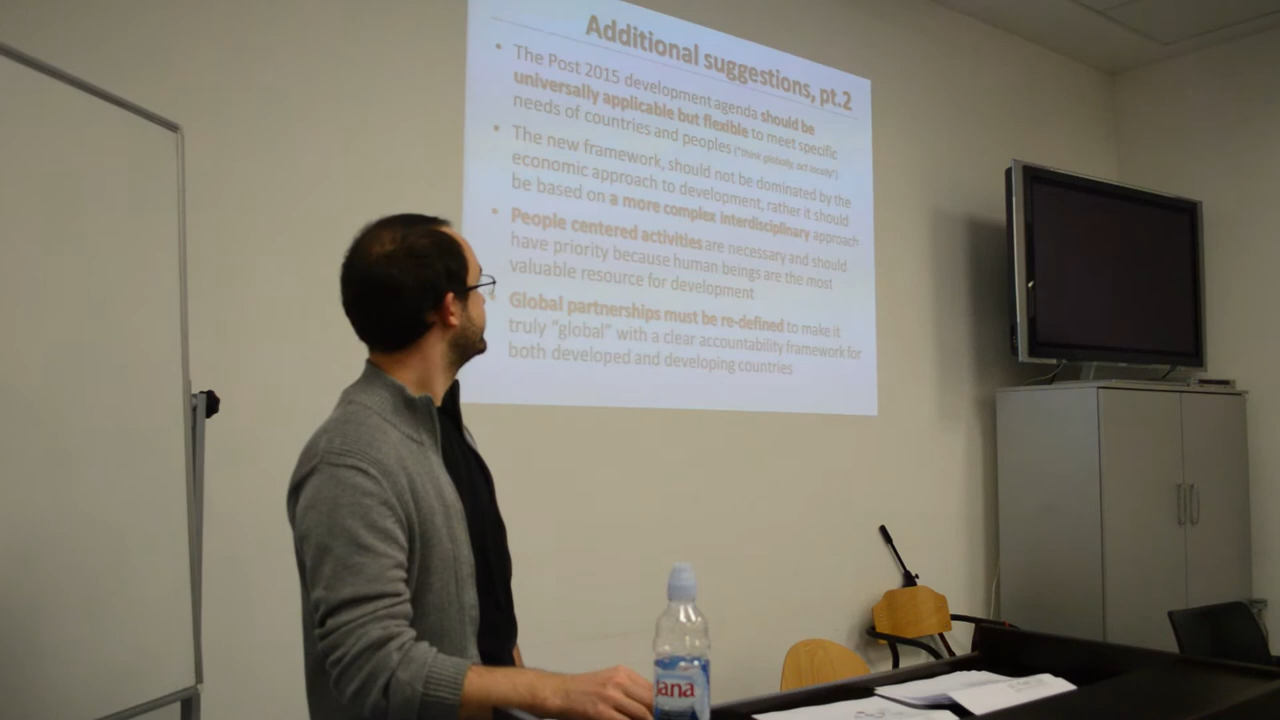 Additional suggestions, pt.2
• The Post 2015 development agenda should be
universally applicable but flexible to meet specific
needs of countries and peoples ("think globally, act locally")
• The new framework, should not be dominated by the
economic approach to development, rather it should
be based on a more complex interdisciplinary approach
• People centered activities are necessary and should
have priority because human beings are the most
valuable resource for development
• Global partnerships must be re-defined to make it
truly "global" with a clear accountability framework for
both developed and developing countries
Jana